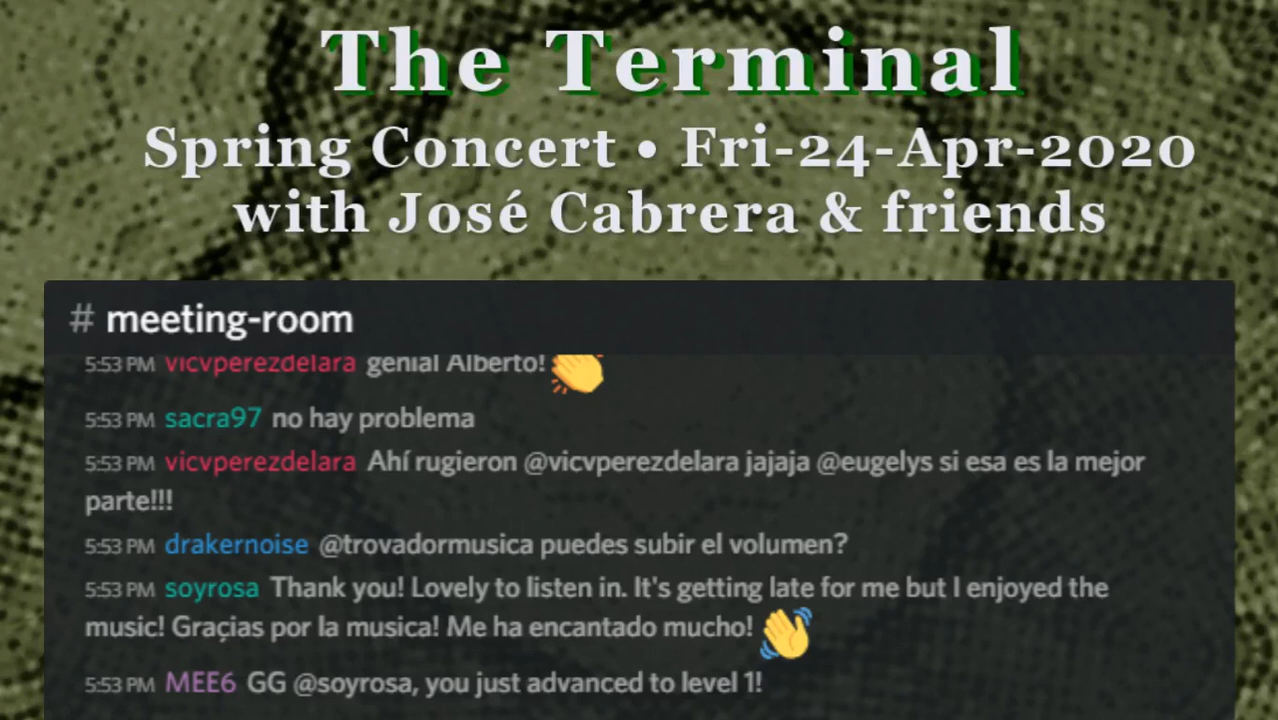 The Terminal
Spring Concert • Fri-24-Apr-2020
with José Cabrera & friends
# meeting-room
5:53 PM vicvperezdelara genial Alberto!
5:53 PM sacra97 no hay problema
5:53 PM vicvperezdelara Ahí rugieron @vicvperezdelara jajaja @eugelys si esa es la mejor
parte!!!
5:53 PM drakernoise @trovadormusica puedes subir el volumen?
5:53 PM soyrosa Thank you! Lovely to listen in. It's getting late for me but I enjoyed the
music! Graçias por la musica! Me ha encantado mucho!
5:53 PM MEE6 GG @soyrosa, you just advanced to level 1!